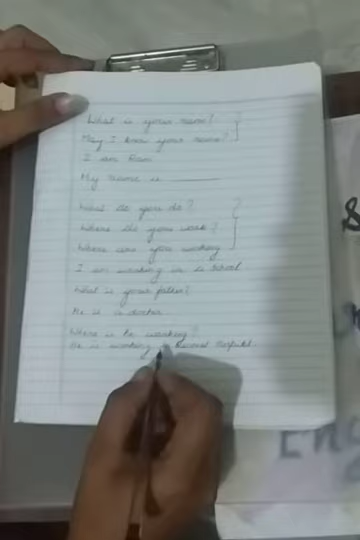 What is your name?
May I know your name?
I am Ram
My name is
What do you do?
Where do you work?
Where are you working
I am working in a School
What is your father?
He is a doctor
Where is he working?
He is working in